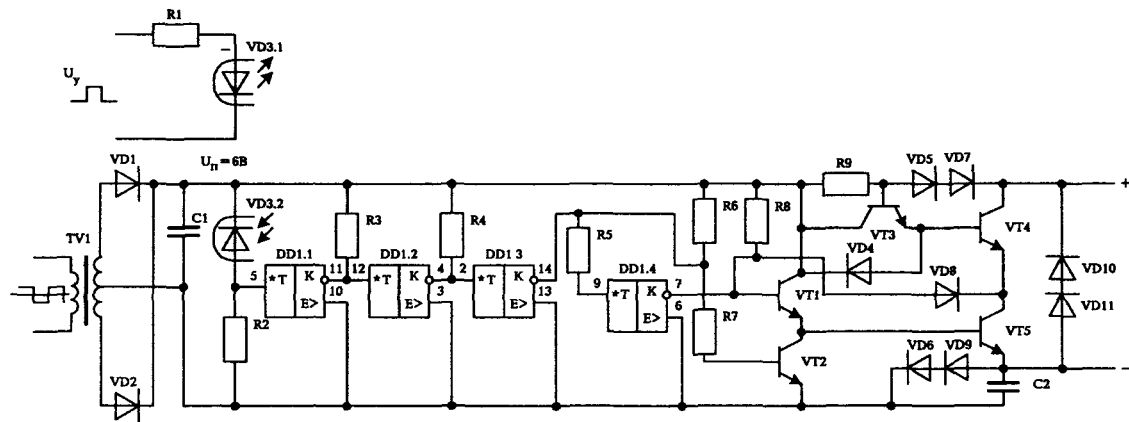 R1
VD3.1
−
Uу
VD1
Uп = 6В
R9
VD5 VD7
+
C1
VD3.2
R3
R4
R6
R8
VT3
VT4
TV1
DD1.1
DD1.2
DD1 3
R5
DD1.4
VD4
VD10
5 *T K 11 12 *T K 4 2 *T K 14
E> 10 E> 3 E> 13
9 *T K 7
E> 6
VD8
VT1
VD11
R2
R7
VT5
VD2
VT2
VD6 VD9
−
C2